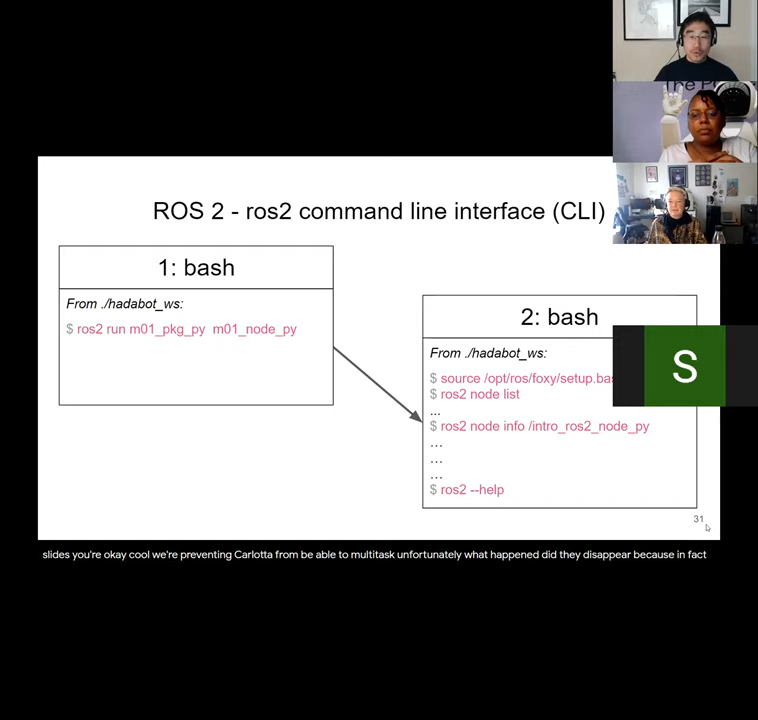 The P
ROS 2 - ros2 command line interface (CLI)
1: bash
From ./hadabot_ws:
$ ros2 run m01_pkg_py m01_node_py
2: bash
From ./hadabot_ws:
$ source /opt/ros/foxy/setup.bas
$ ros2 node list
...
$ ros2 node info /intro_ros2_node_py
…
…
…
$ ros2 --help
S
31
slides you're okay cool we're preventing Carlotta from be able to multitask unfortunately what happened did they disappear because in fact